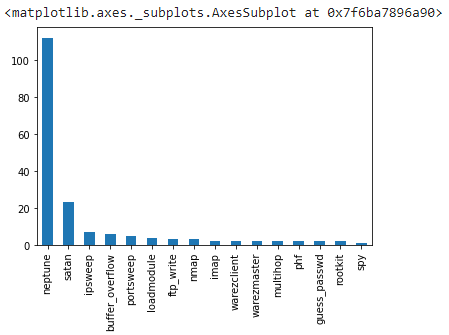 <matplotlib.axes._subplots.AxesSubplot at 0x7f6ba7896a90>
100
80
60
40
20
0
neptune
satan
ipsweep
buffer_overflow
portsweep
loadmodule
ftp_write
nmap
imap
warezclient
warezmaster
multihop
phf
guess_passwd
rootkit
spy